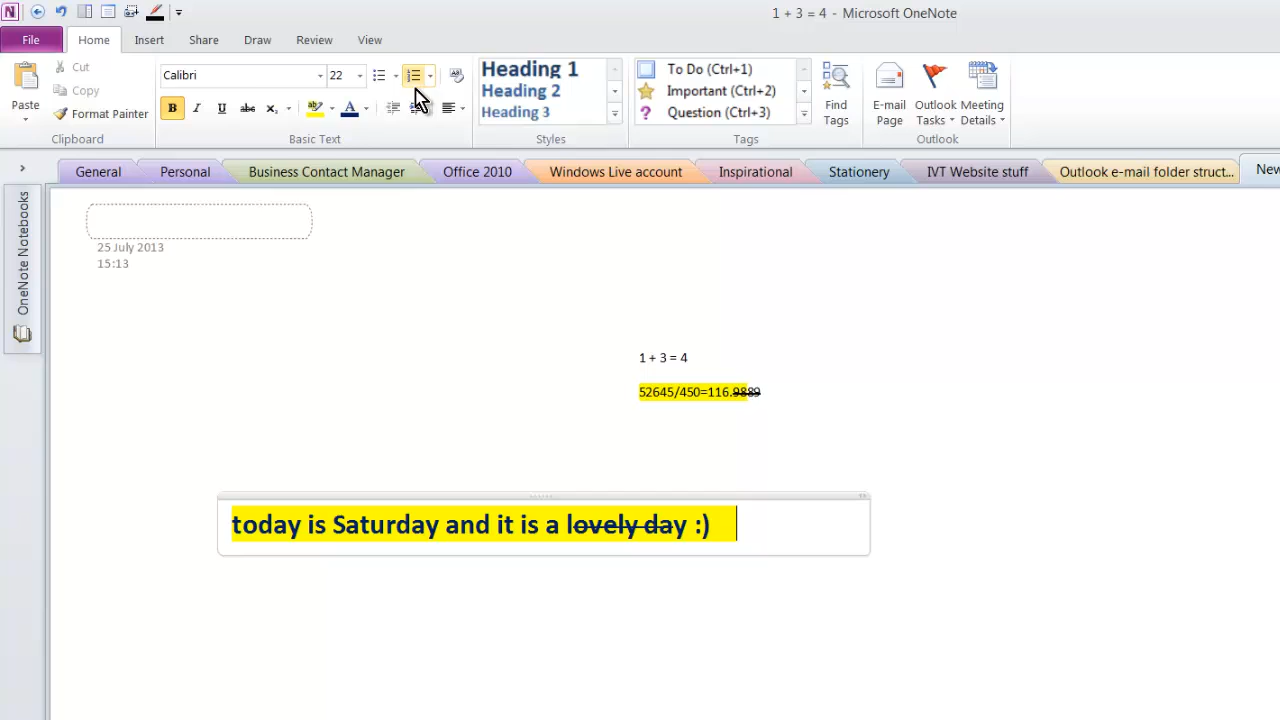 1 + 3 = 4 - Microsoft OneNote
File Home Insert Share Draw Review View
Cut
Copy
Format Painter
Paste
Clipboard
Calibri 22
B I U abc x₂ ab A
Basic Text
Heading 1
Heading 2
Heading 3
Styles
To Do (Ctrl+1)
Important (Ctrl+2)
Question (Ctrl+3)
Tags
Find Tags
E-mail Page
Outlook Tasks
Meeting Details
Outlook
General Personal Business Contact Manager Office 2010 Windows Live account Inspirational Stationery IVT Website stuff Outlook e-mail folder struct... New
OneNote Notebooks
25 July 2013
15:13
1 + 3 = 4
52645/450=116.9889
today is Saturday and it is a lovely day :)